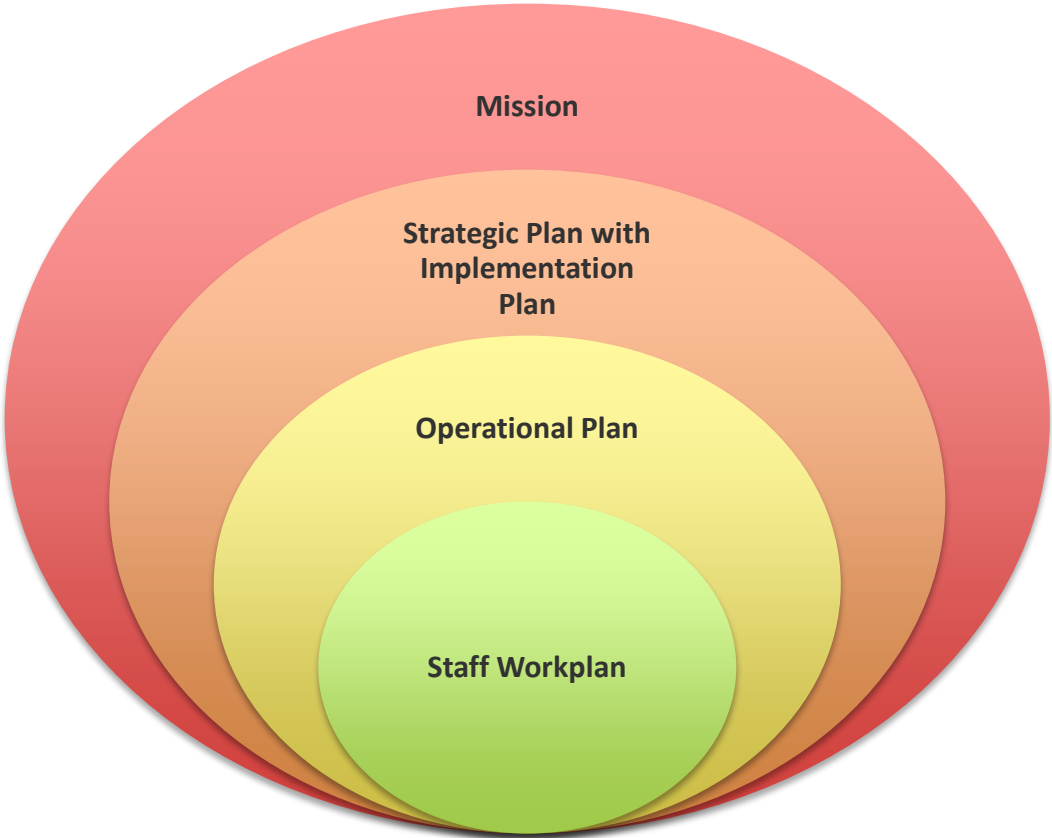 Mission
Strategic Plan with
Implementation
Plan
Operational Plan
Staff Workplan